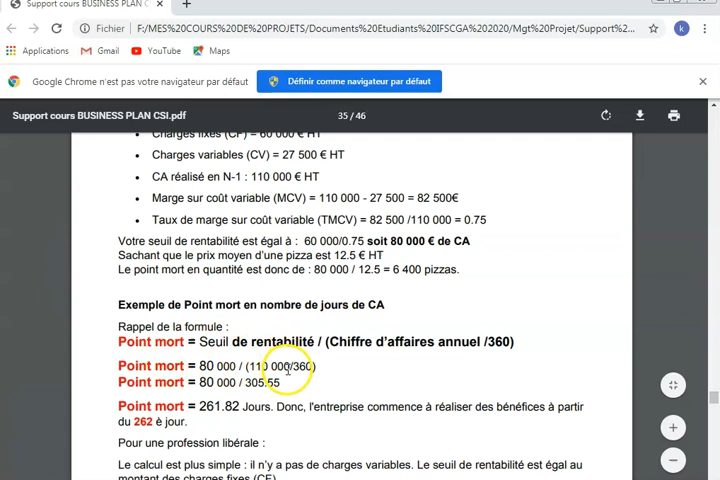 Support cours BUSINESS PLAN C
Fichier
F:/MES%20COURS%20DE%20PROJETS/Documents%20Etudiants%20IFSCGA%202020/Mgt%20Projet/Support%2...
k
Applications
Gmail
YouTube
Maps
Google Chrome n'est pas votre navigateur par défaut
Définir comme navigateur par défaut
Support cours BUSINESS PLAN CSI.pdf
35 / 46
• Charges fixes (CF) = 60 000 € HT
• Charges variables (CV) = 27 500 € HT
• CA réalisé en N-1 : 110 000 € HT
• Marge sur coût variable (MCV) = 110 000 - 27 500 = 82 500€
• Taux de marge sur coût variable (TMCV) = 82 500 /110 000 = 0.75
Votre seuil de rentabilité est égal à : 60 000/0.75 soit 80 000 € de CA
Sachant que le prix moyen d'une pizza est 12.5 € HT
Le point mort en quantité est donc de : 80 000 / 12.5 = 6 400 pizzas.
Exemple de Point mort en nombre de jours de CA
Rappel de la formule :
Point mort = Seuil de rentabilité / (Chiffre d'affaires annuel /360)
Point mort = 80 000 / (110 000/360)
Point mort = 80 000 / 305.55
Point mort = 261.82 Jours. Donc, l'entreprise commence à réaliser des bénéfices à partir
du 262 è jour.
Pour une profession libérale :
Le calcul est plus simple : il n'y a pas de charges variables. Le seuil de rentabilité est égal au
montant des charges fixes (CF).